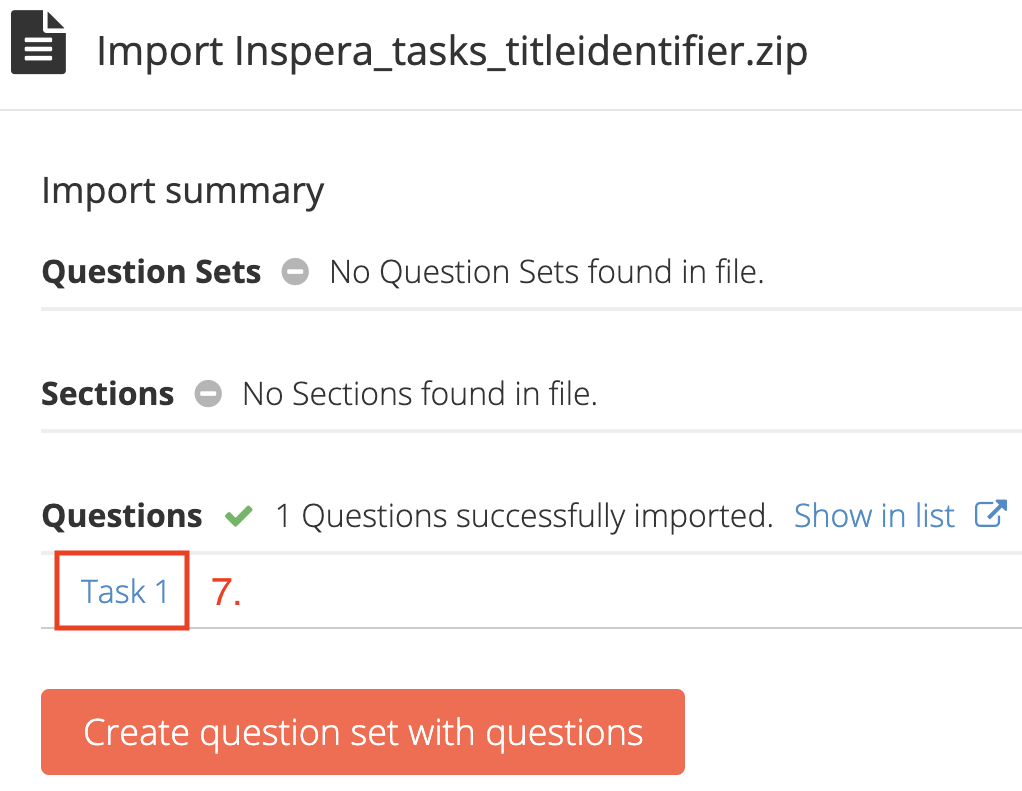 Import Inspera_tasks_titleidentifier.zip
Import summary
Question Sets No Question Sets found in file.
Sections No Sections found in file.
Questions 1 Questions successfully imported. Show in list
Task 1 7.
Create question set with questions